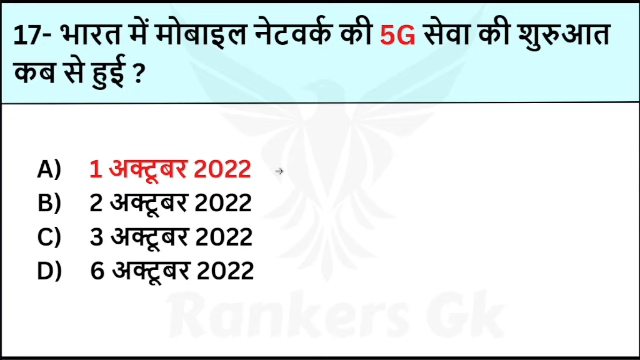 17- भारत में मोबाइल नेटवर्क की 5G सेवा की शुरुआत
कब से हुई ?
A) 1 अक्टूबर 2022
B) 2 अक्टूबर 2022
C) 3 अक्टूबर 2022
D) 6 अक्टूबर 2022
Rankers Gk